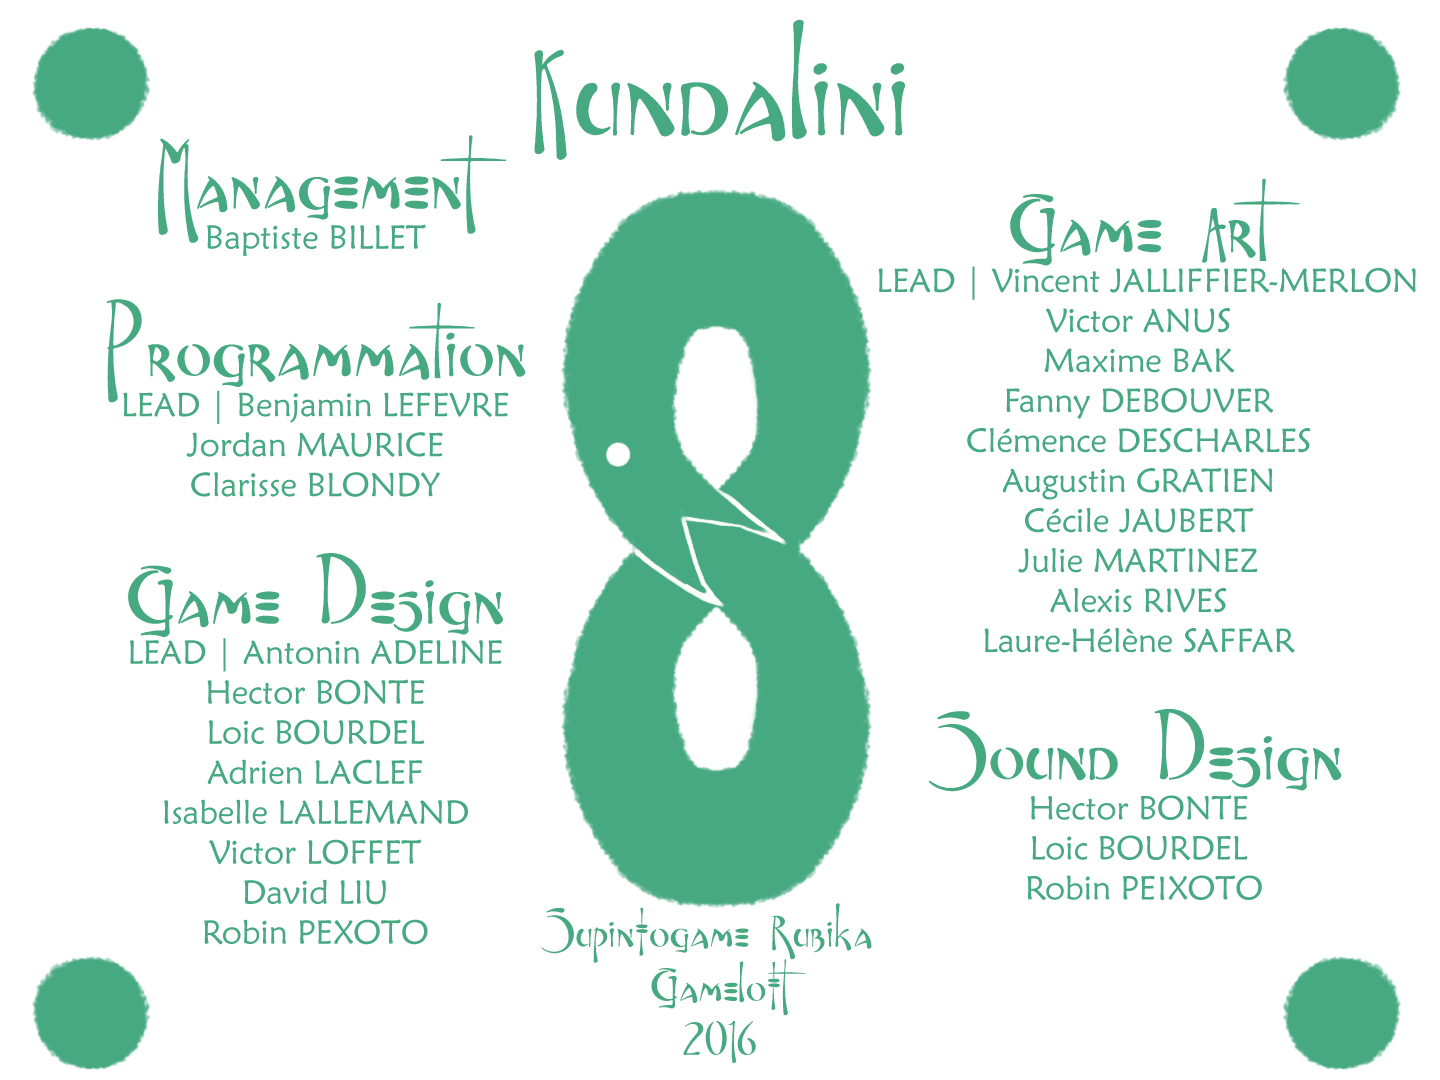 Kundalini
Management
Baptiste BILLET
Programmation
LEAD | Benjamin LEFEVRE
Jordan MAURICE
Clarisse BLONDY
Game Design
LEAD | Antonin ADELINE
Hector BONTE
Loic BOURDEL
Adrien LACLEF
Isabelle LALLEMAND
Victor LOFFET
David LIU
Robin PEXOTO
Game Art
LEAD | Vincent JALLIFFIER-MERLON
Victor ANUS
Maxime BAK
Fanny DEBOUVER
Clémence DESCHARLES
Augustin GRATIEN
Cécile JAUBERT
Julie MARTINEZ
Alexis RIVES
Laure-Hélène SAFFAR
Sound Design
Hector BONTE
Loic BOURDEL
Robin PEIXOTO
Supintogame Rubika
Gameloft
2016